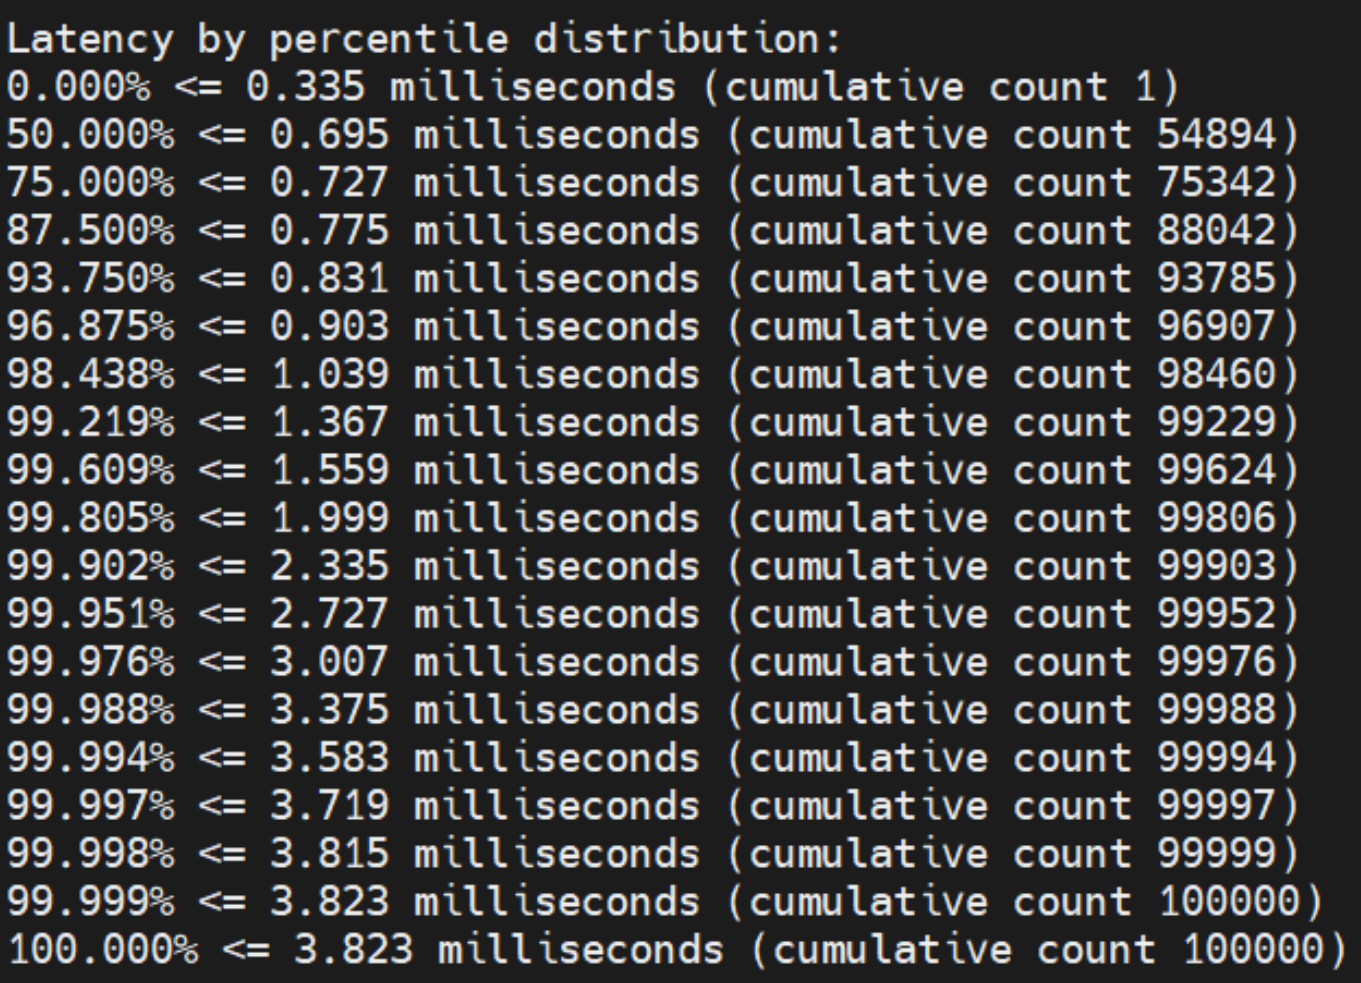 Latency by percentile distribution:
0.000% <= 0.335 milliseconds (cumulative count 1)
50.000% <= 0.695 milliseconds (cumulative count 54894)
75.000% <= 0.727 milliseconds (cumulative count 75342)
87.500% <= 0.775 milliseconds (cumulative count 88042)
93.750% <= 0.831 milliseconds (cumulative count 93785)
96.875% <= 0.903 milliseconds (cumulative count 96907)
98.438% <= 1.039 milliseconds (cumulative count 98460)
99.219% <= 1.367 milliseconds (cumulative count 99229)
99.609% <= 1.559 milliseconds (cumulative count 99624)
99.805% <= 1.999 milliseconds (cumulative count 99806)
99.902% <= 2.335 milliseconds (cumulative count 99903)
99.951% <= 2.727 milliseconds (cumulative count 99952)
99.976% <= 3.007 milliseconds (cumulative count 99976)
99.988% <= 3.375 milliseconds (cumulative count 99988)
99.994% <= 3.583 milliseconds (cumulative count 99994)
99.997% <= 3.719 milliseconds (cumulative count 99997)
99.998% <= 3.815 milliseconds (cumulative count 99999)
99.999% <= 3.823 milliseconds (cumulative count 100000)
100.000% <= 3.823 milliseconds (cumulative count 100000)